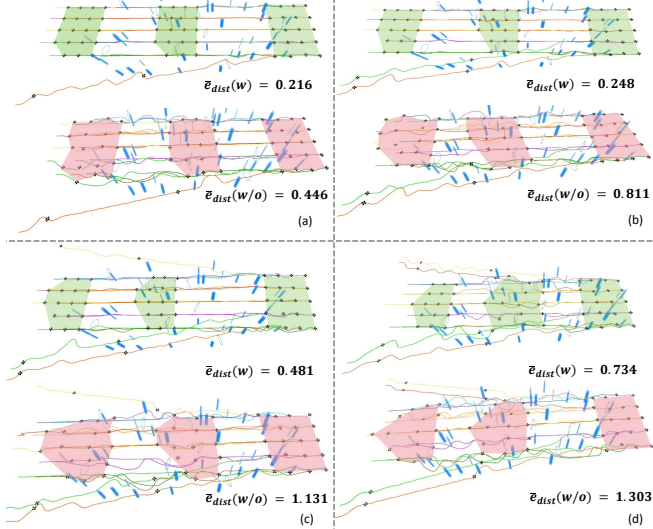 ē_dist(w) = 0.216
ē_dist(w/o) = 0.446
(a)
ē_dist(w) = 0.248
ē_dist(w/o) = 0.811
(b)
ē_dist(w) = 0.481
ē_dist(w/o) = 1.131
(c)
ē_dist(w) = 0.734
ē_dist(w/o) = 1.303
(d)